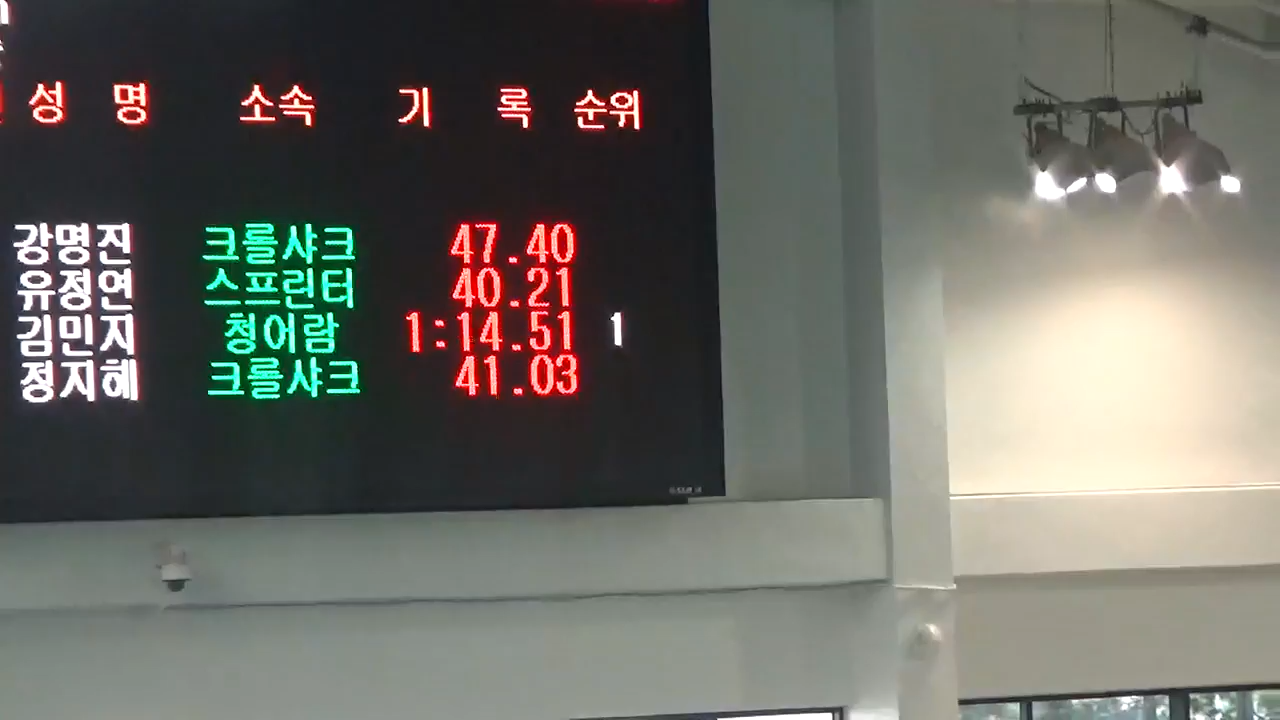 성 명 소속 기 록 순위
강명진 크롤샤크 47.40
유정연 스프린터 40.21
김민지 청어람 1:14.51 1
정지혜 크롤샤크 41.03